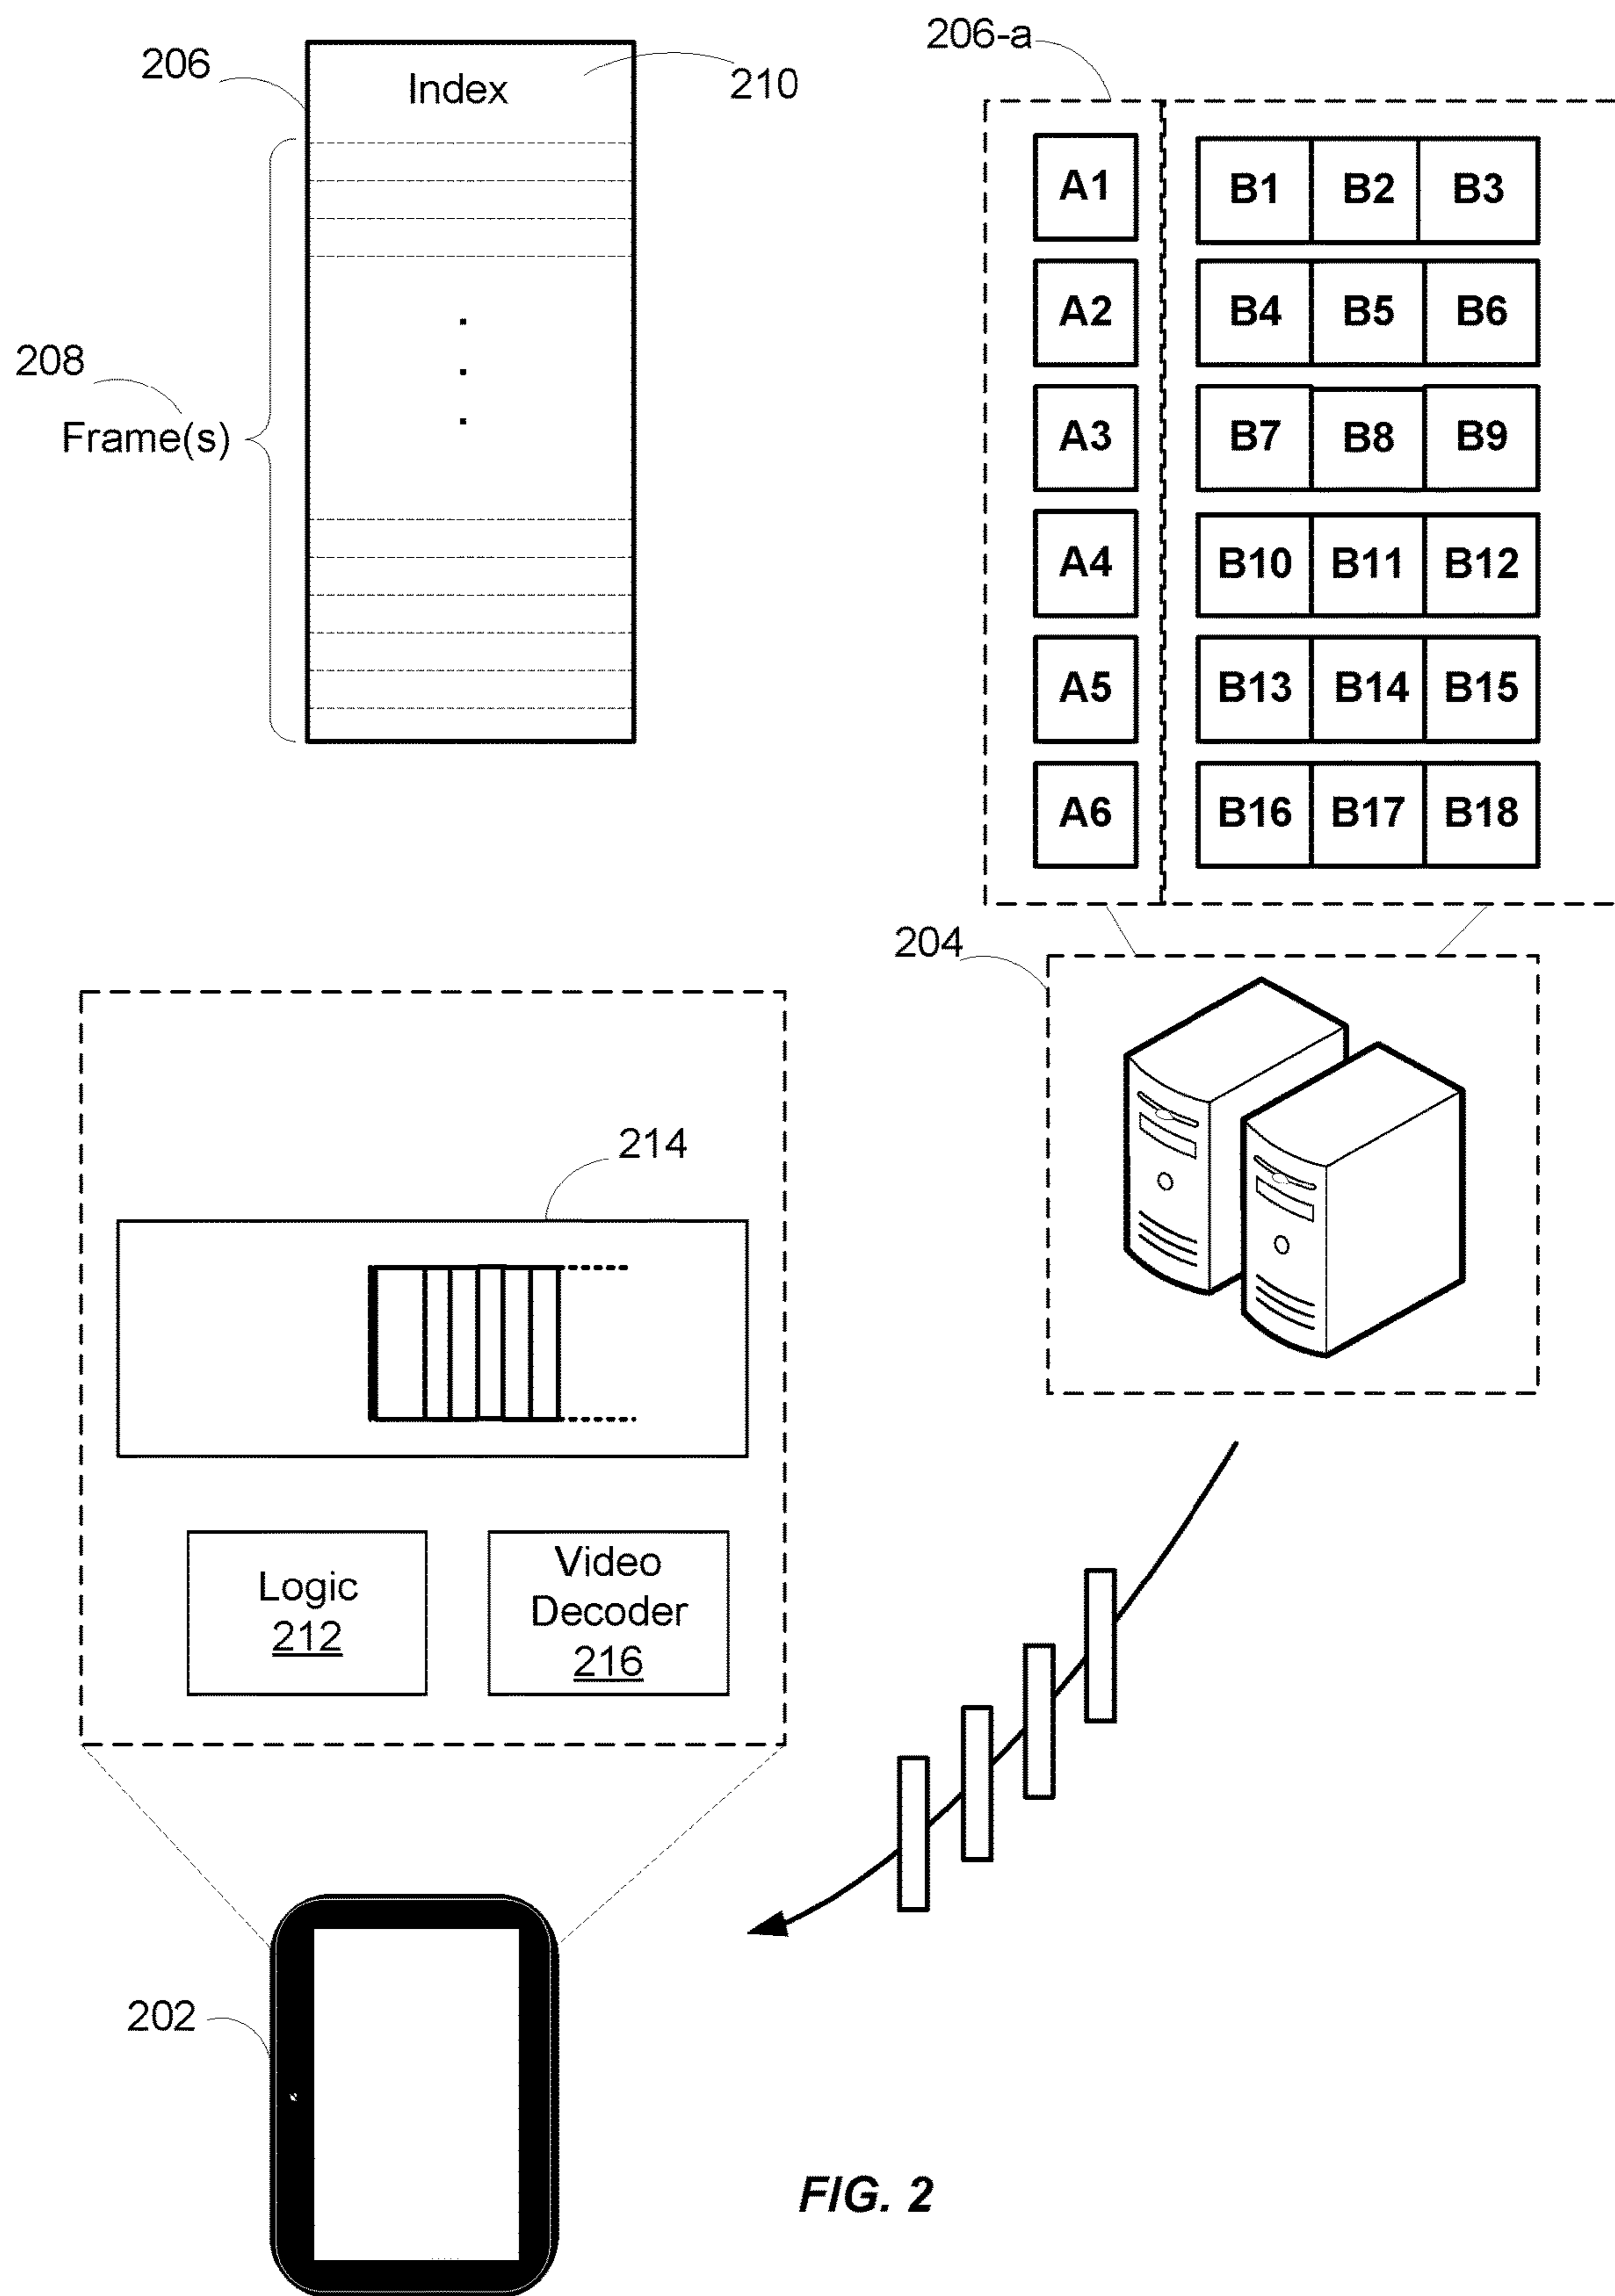 206
Index
210
208
Frame(s)
206-a
A1 B1 B2 B3
A2 B4 B5 B6
A3 B7 B8 B9
A4 B10 B11 B12
A5 B13 B14 B15
A6 B16 B17 B18
204
214
Logic
212
Video
Decoder
216
202
FIG. 2